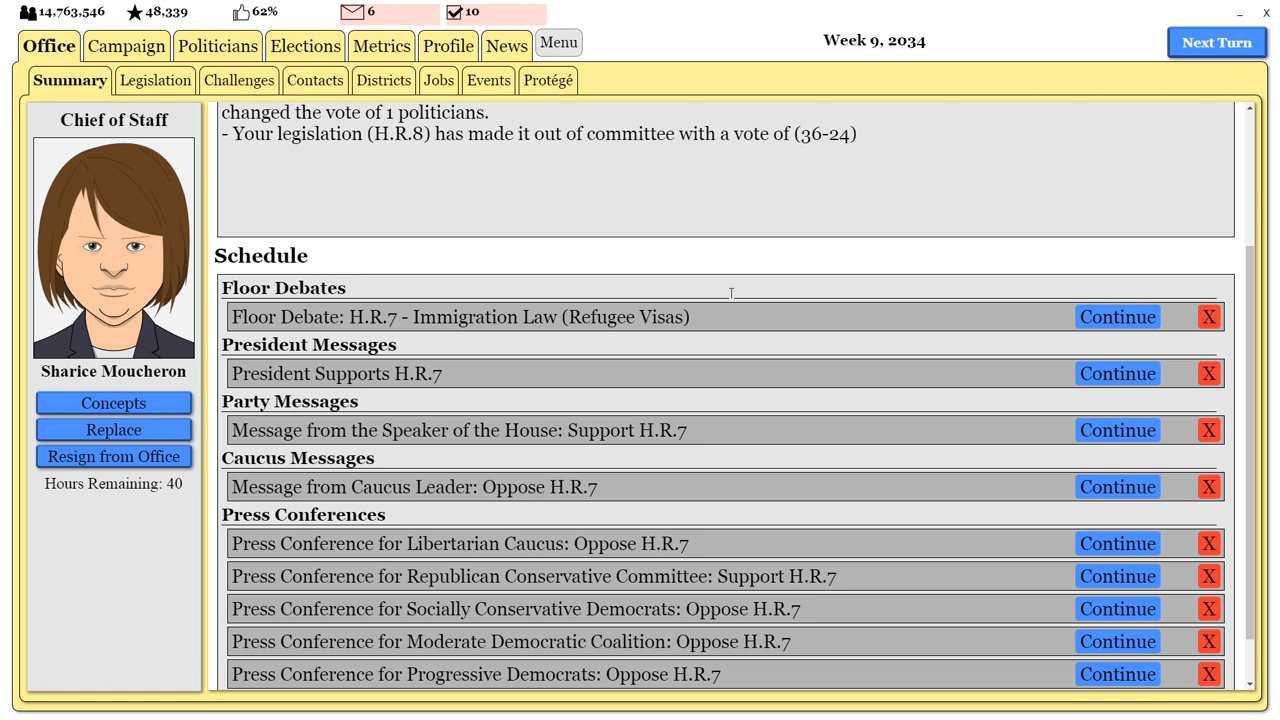 14,763,546 48,339 62% 6 10
_ X
Office Campaign Politicians Elections Metrics Profile News Menu Week 9, 2034 Next Turn
Summary Legislation Challenges Contacts Districts Jobs Events Protégé
Chief of Staff
Sharice Moucheron
Concepts
Replace
Resign from Office
Hours Remaining: 40
changed the vote of 1 politicians.
- Your legislation (H.R.8) has made it out of committee with a vote of (36-24)
Schedule
Floor Debates
Floor Debate: H.R.7 - Immigration Law (Refugee Visas) Continue X
President Messages
President Supports H.R.7 Continue X
Party Messages
Message from the Speaker of the House: Support H.R.7 Continue X
Caucus Messages
Message from Caucus Leader: Oppose H.R.7 Continue X
Press Conferences
Press Conference for Libertarian Caucus: Oppose H.R.7 Continue X
Press Conference for Republican Conservative Committee: Support H.R.7 Continue X
Press Conference for Socially Conservative Democrats: Oppose H.R.7 Continue X
Press Conference for Moderate Democratic Coalition: Oppose H.R.7 Continue X
Press Conference for Progressive Democrats: Oppose H.R.7 Continue X